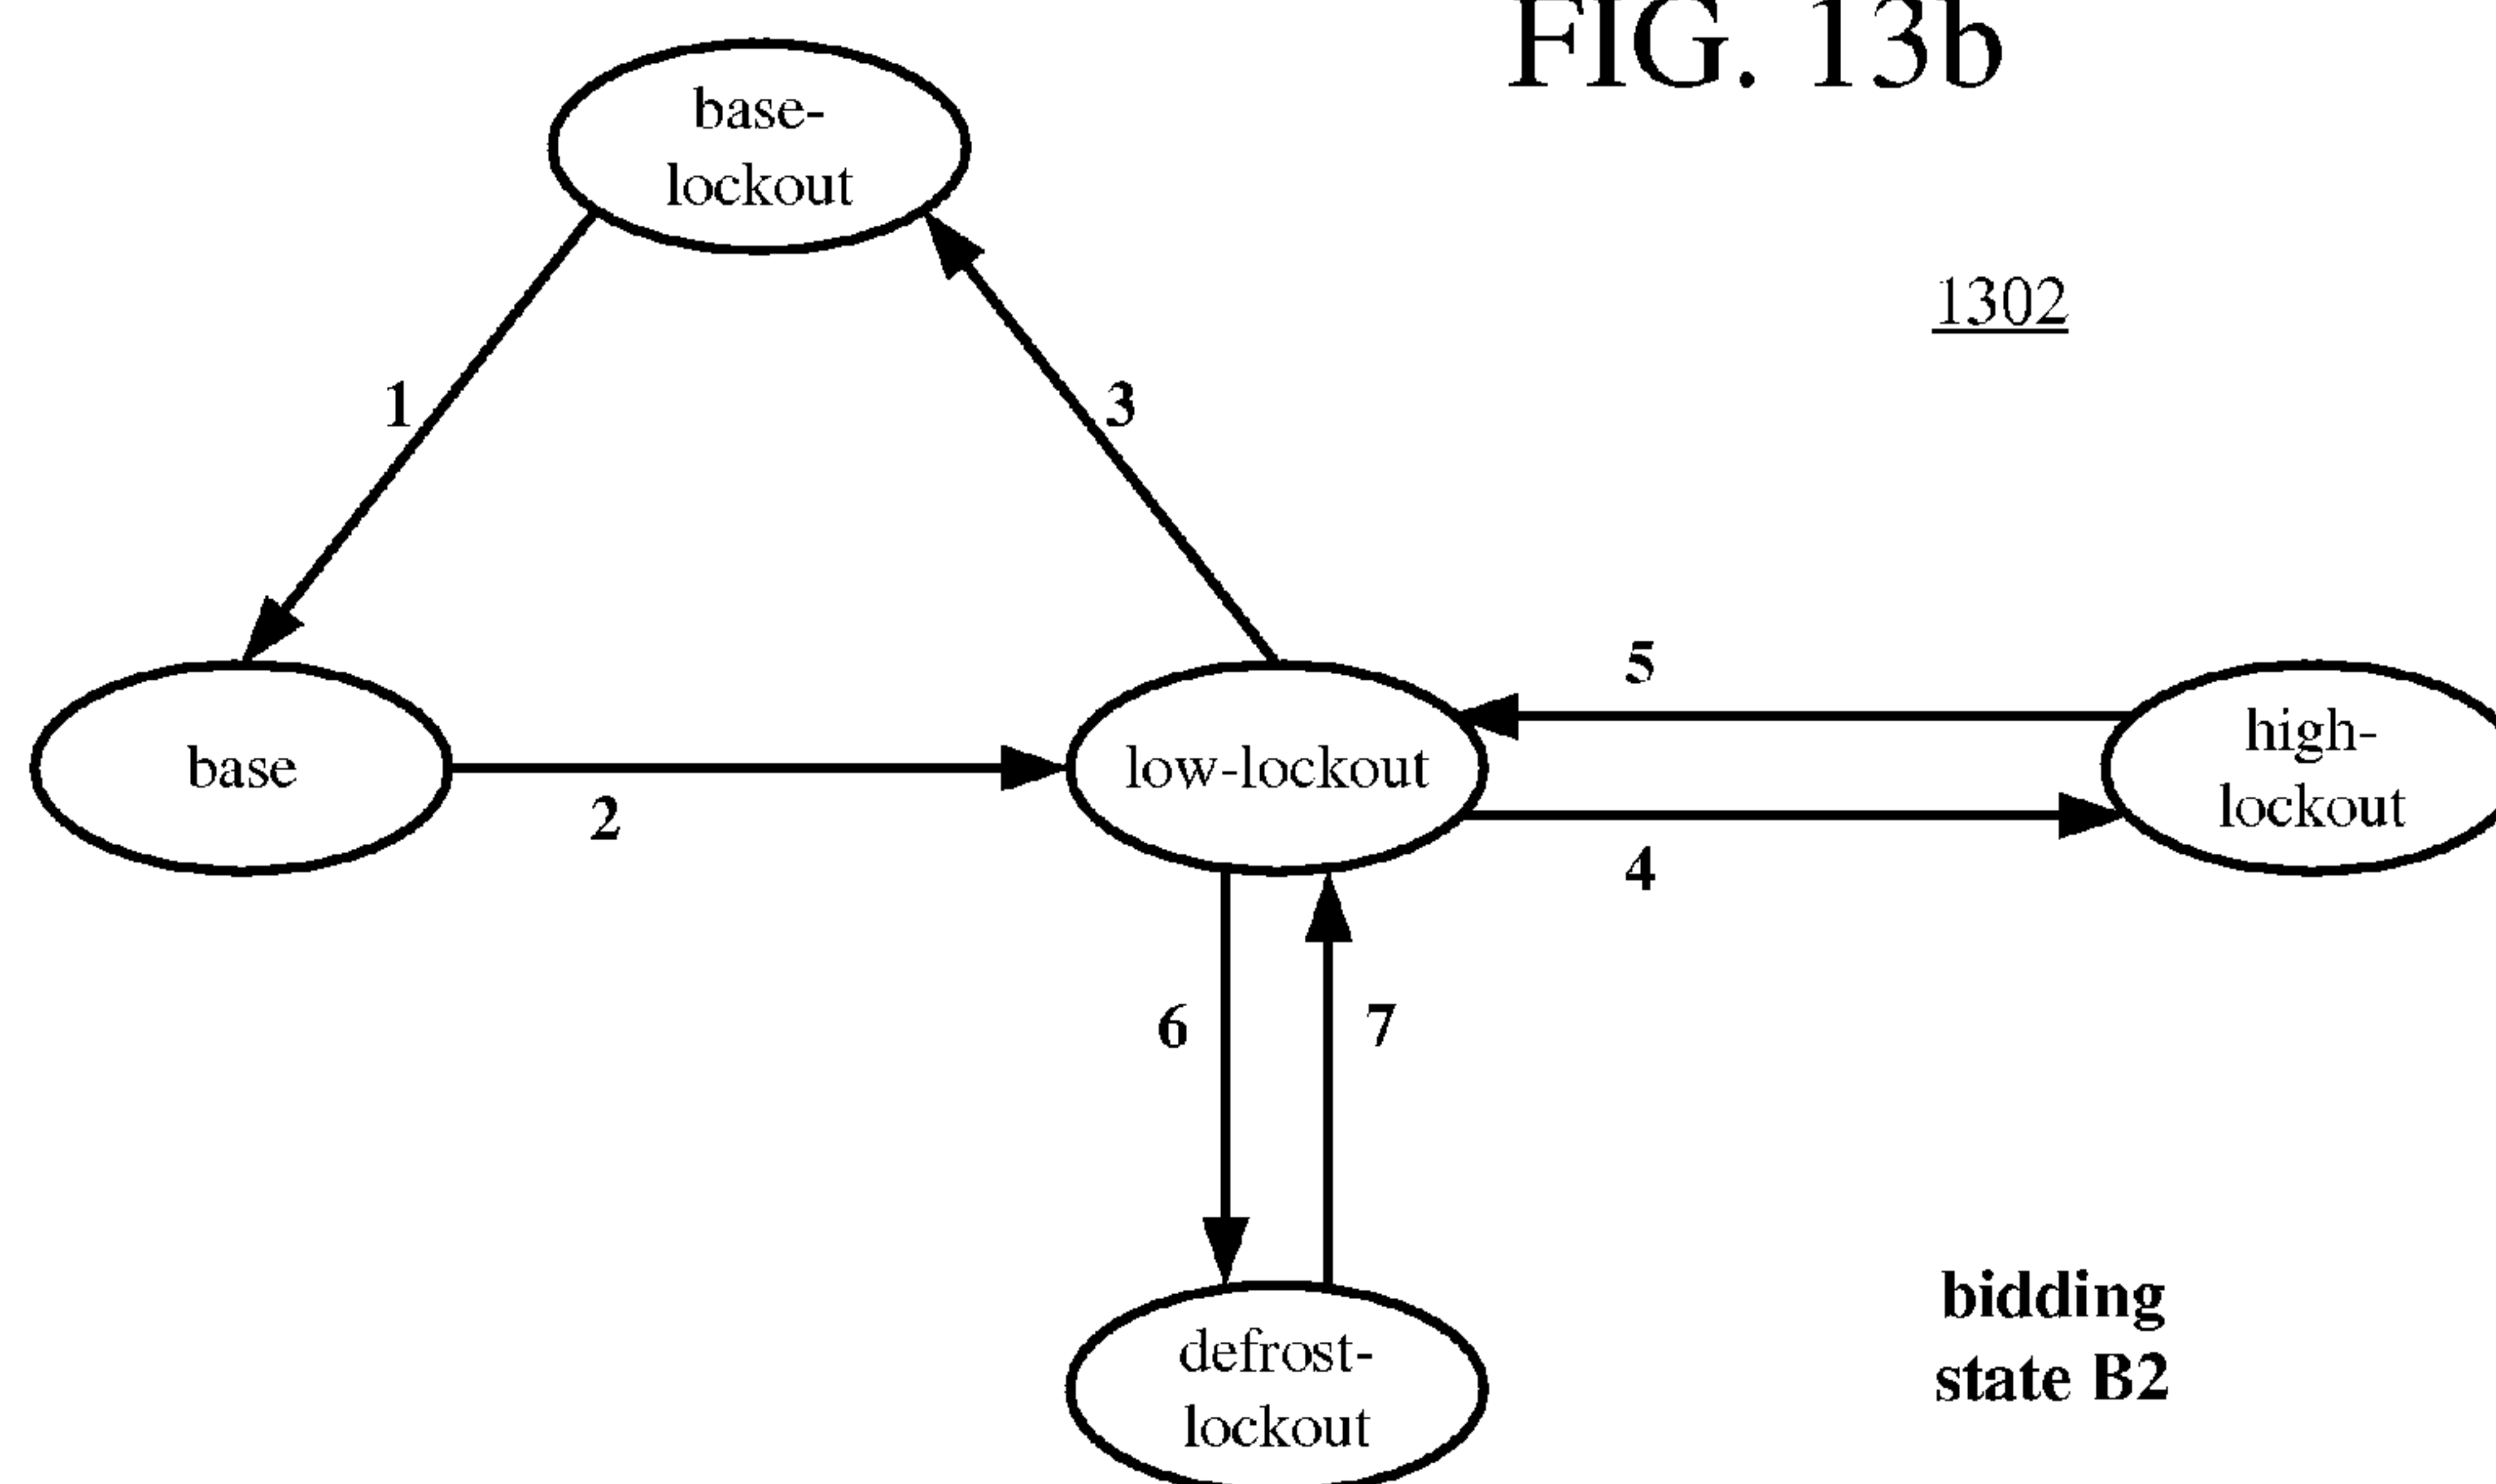 FIG. 13b
base-
lockout
1302
1
3
5
base
low-lockout
high-
lockout
2
4
6
7
defrost-
lockout
bidding
state B2